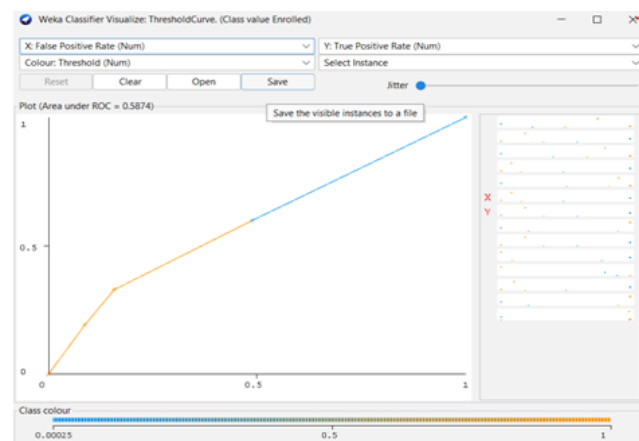 Weka Classifier Visualize: ThresholdCurve. (Class value Enrolled)
X: False Positive Rate (Num)
Y: True Positive Rate (Num)
Colour: Threshold (Num)
Select Instance
Reset
Clear
Open
Save
Jitter
Plot (Area under ROC = 0.5874)
Save the visible instances to a file
1
0.5
0
0
0.5
1
X
Y
Class colour
0.00025
0.5
1